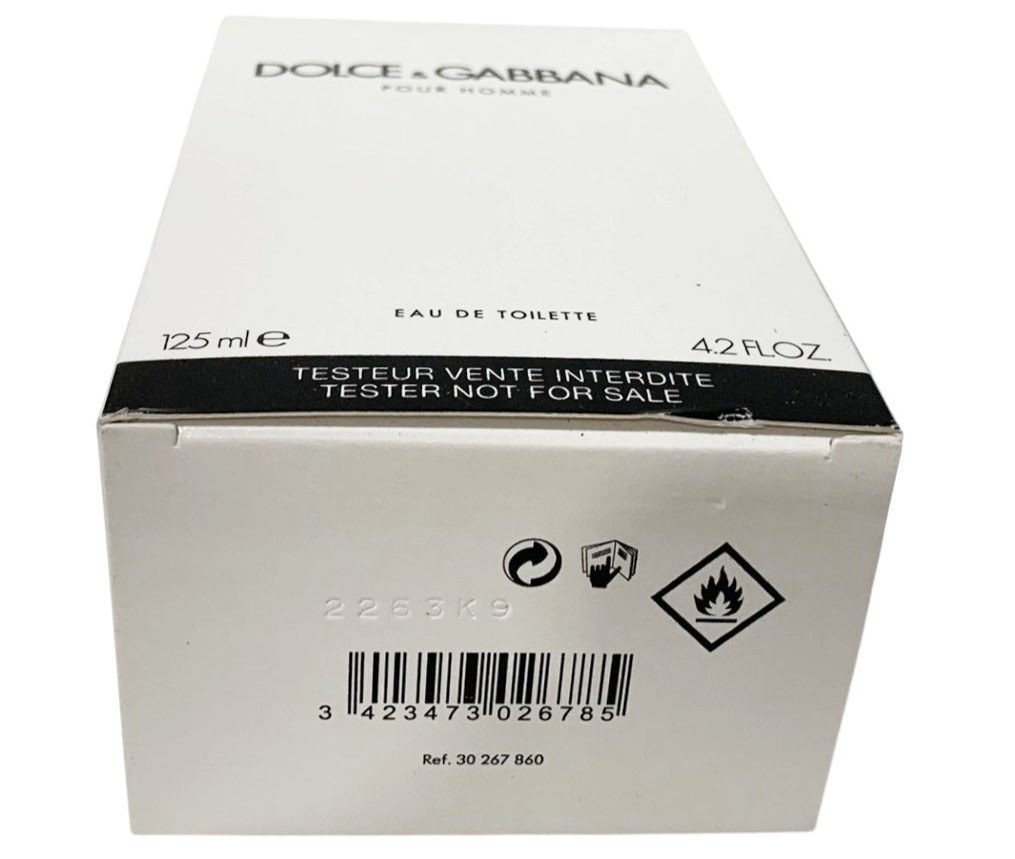 DOLCE & GABBANA
POUR HOMME
EAU DE TOILETTE
125 ml e 4.2 FL.OZ.
TESTEUR VENTE INTERDITE
TESTER NOT FOR SALE
2263K9
3 423473 026785
Ref. 30 267 860